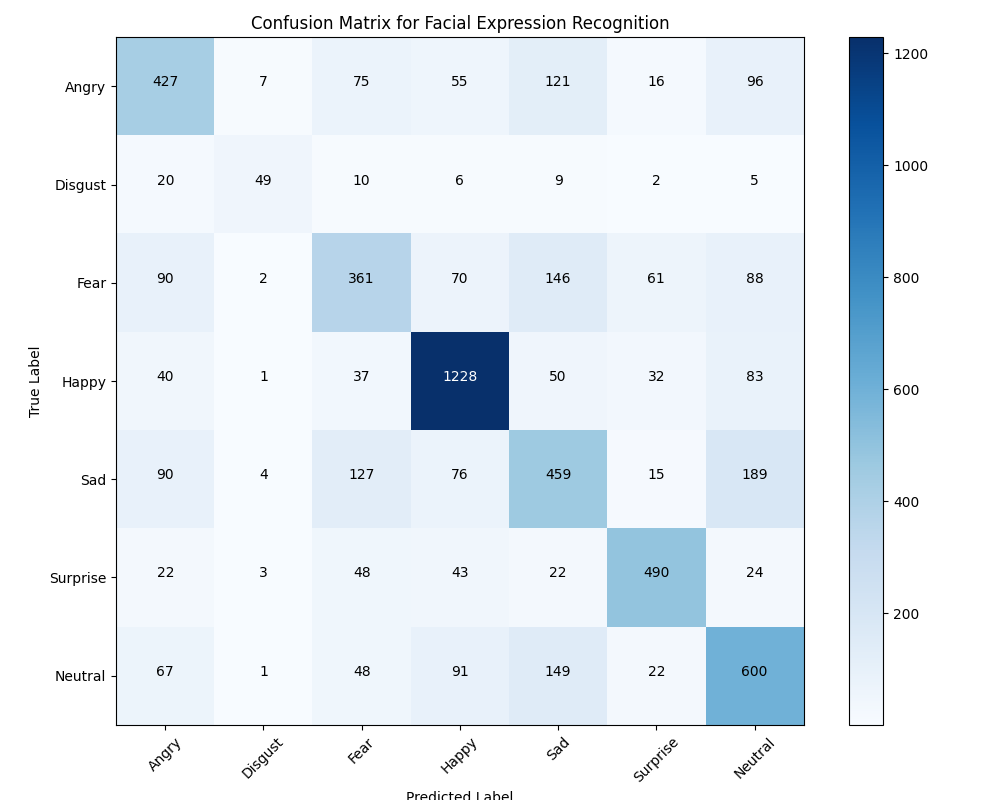 Confusion Matrix for Facial Expression Recognition
True Label
Angry 427 7 75 55 121 16 96
Disgust 20 49 10 6 9 2 5
Fear 90 2 361 70 146 61 88
Happy 40 1 37 1228 50 32 83
Sad 90 4 127 76 459 15 189
Surprise 22 3 48 43 22 490 24
Neutral 67 1 48 91 149 22 600
Angry Disgust Fear Happy Sad Surprise Neutral
Predicted Label
1200
1000
800
600
400
200